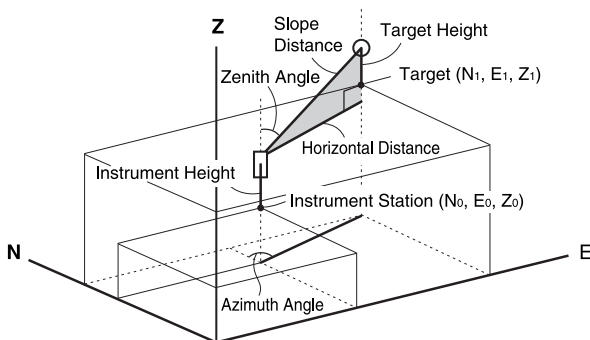 Z
Slope
Distance
Target Height
Zenith Angle
Target (N1, E1, Z1)
Horizontal Distance
Instrument Height
Instrument Station (N0, E0, Z0)
N
E
Azimuth Angle